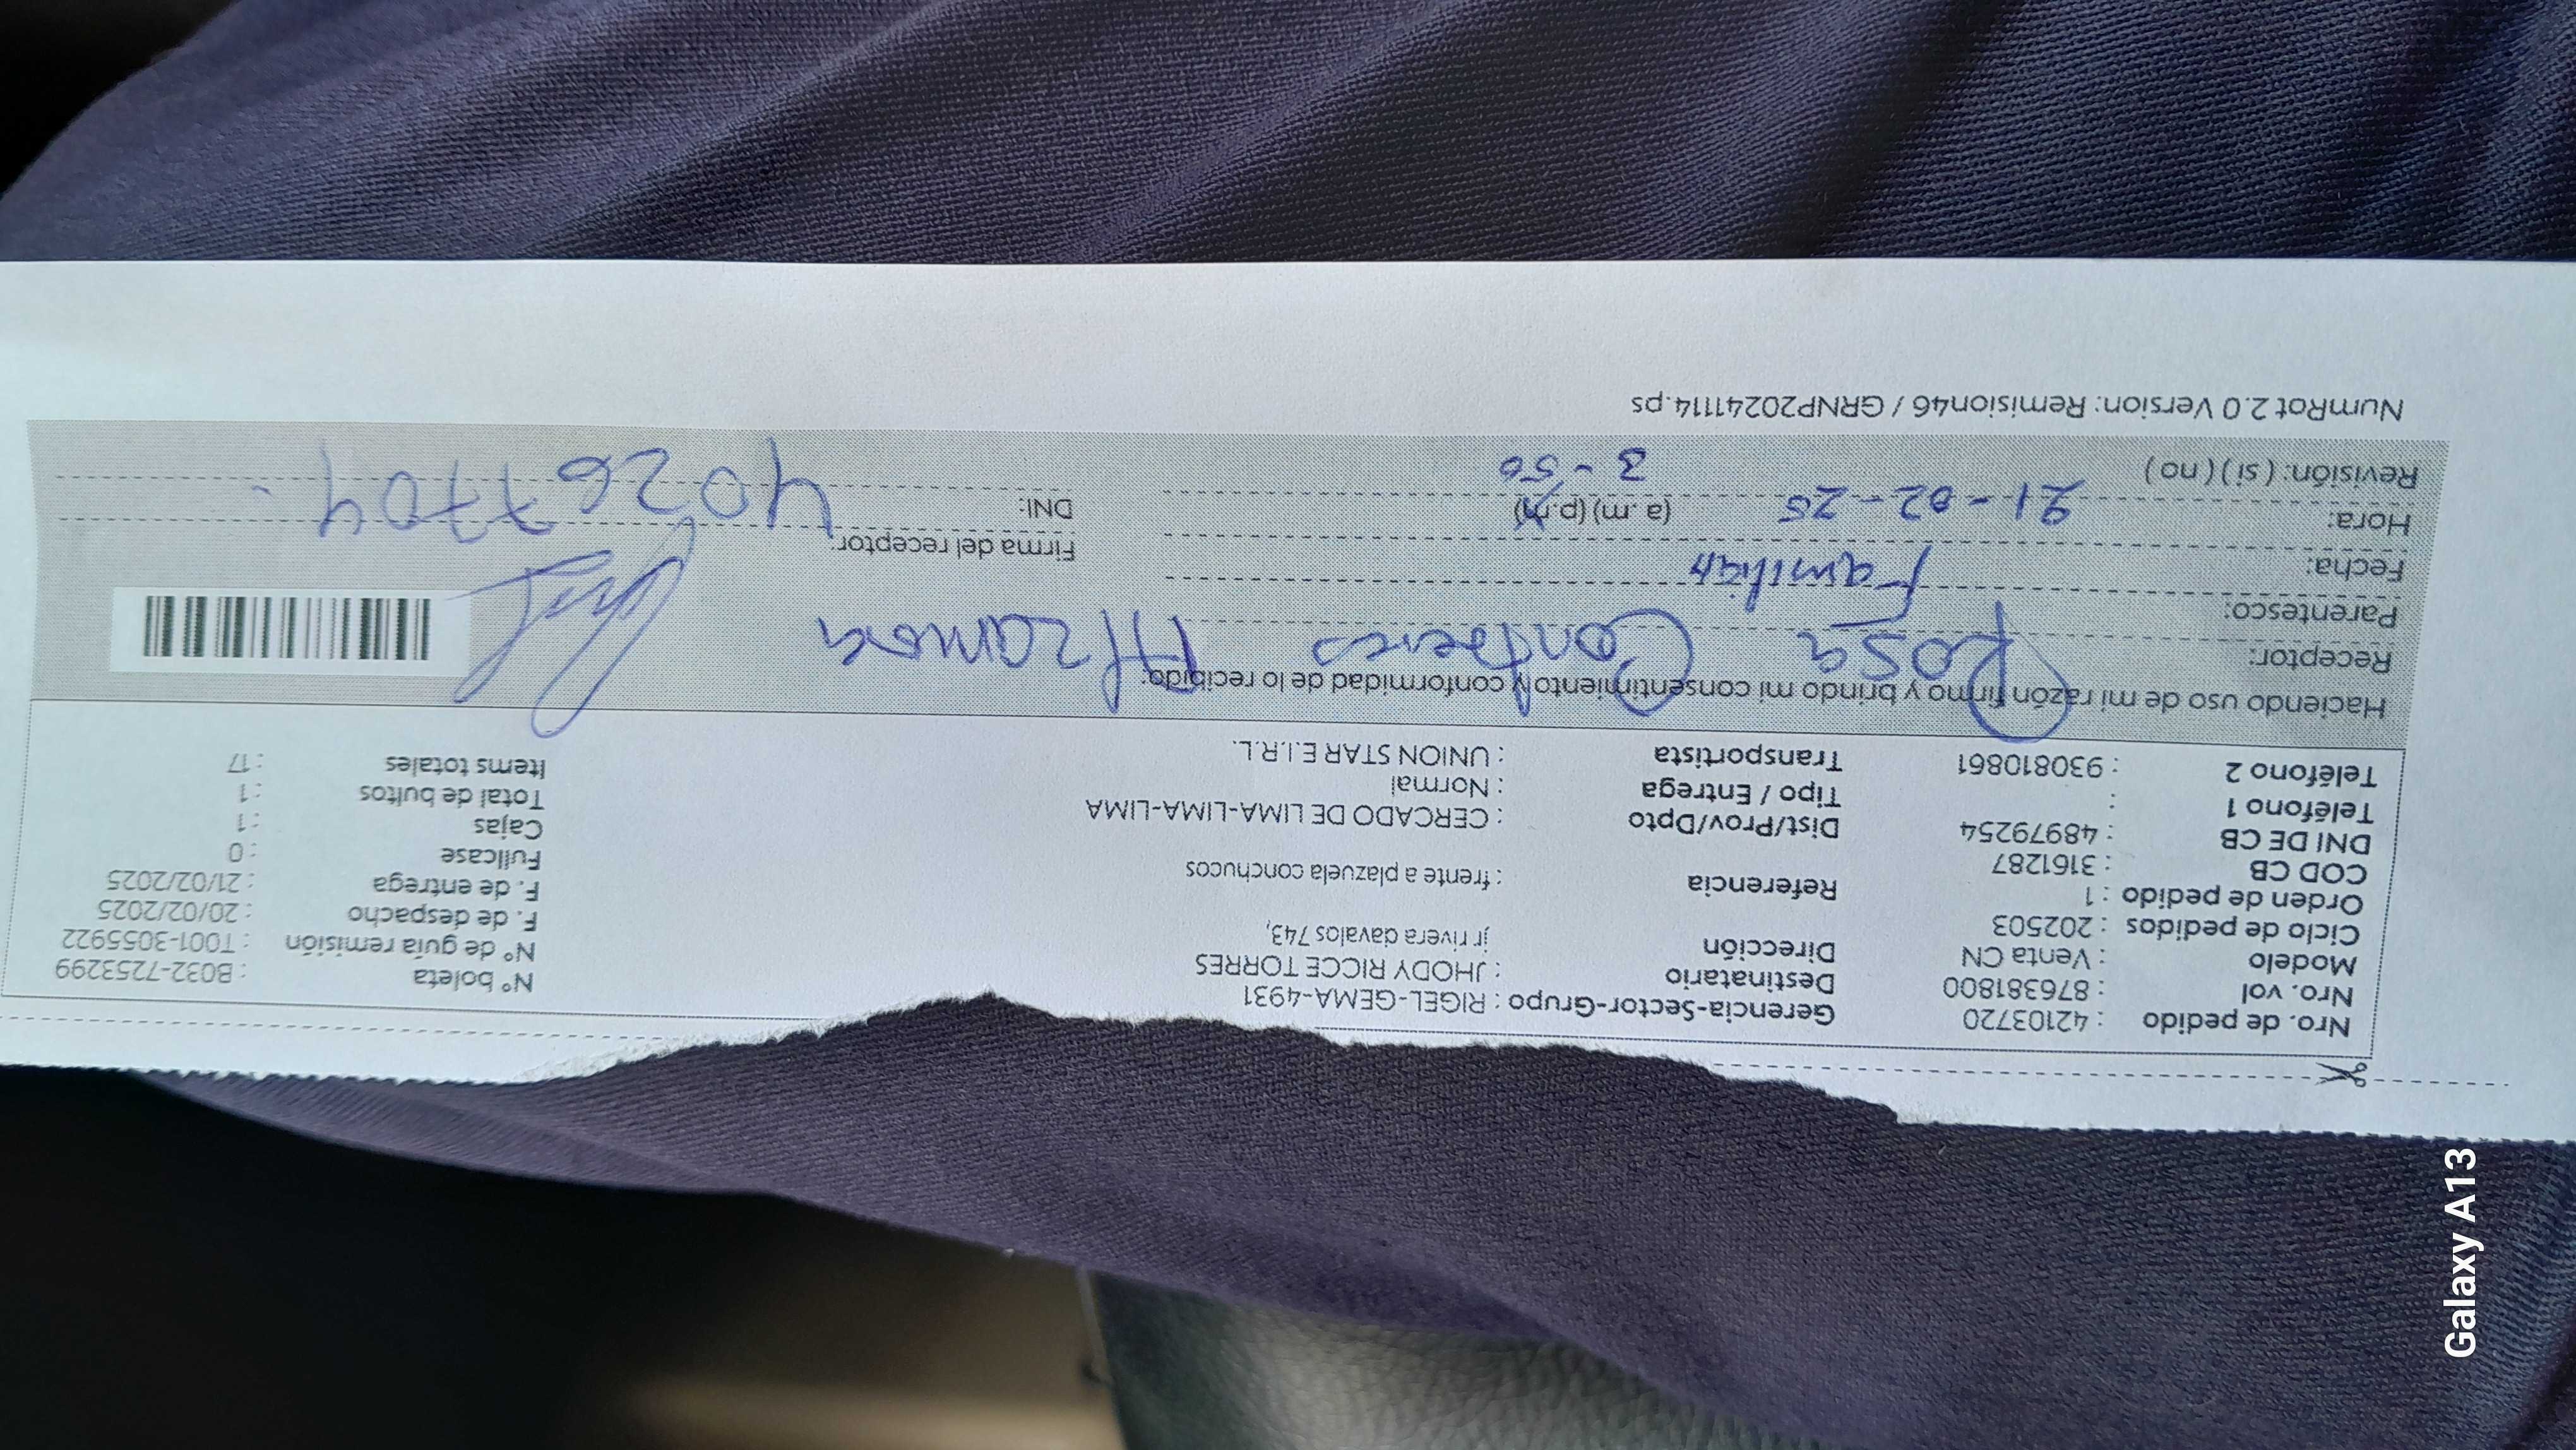 Nro. de pedido : 42103720
Nro. vol : 876381800
Modelo : Venta CN
Ciclo de pedidos : 202503
Orden de pedido : 1
COD CB : 3161287
DNI DE CB : 48979254
Teléfono 1 :
Teléfono 2 : 930810861
Gerencia-Sector-Grupo : RIGEL-GEMA-4931
Destinatario : JHODY RICCE TORRES
Dirección jr rivera davalos 743,
Referencia : frente a plazuela conchucos
Dist/Prov/Dpto : CERCADO DE LIMA-LIMA-LIMA
Tipo / Entrega : Normal
Transportista : UNION STAR E.I.R.L.
N° boleta : B032-7253299
N° de guía remisión : T001-3055922
F. de despacho : 20/02/2025
F. de entrega : 21/02/2025
Fullcase : 0
Cajas : 1
Total de bultos : 1
Items totales : 17
Haciendo uso de mi razón firmo y brindo mi consentimiento y conformidad de lo recibido:
Receptor: Rosa
Parentesco: Familiar
Fecha: 21-02-25
Hora: 3-50 (a.m) (p.m)
Revisión: (si) (no)
Firma del receptor:
DNI: 40267704
NumRot 2.0 Version: Remision46 / GRNP20241114.ps
Galaxy A13